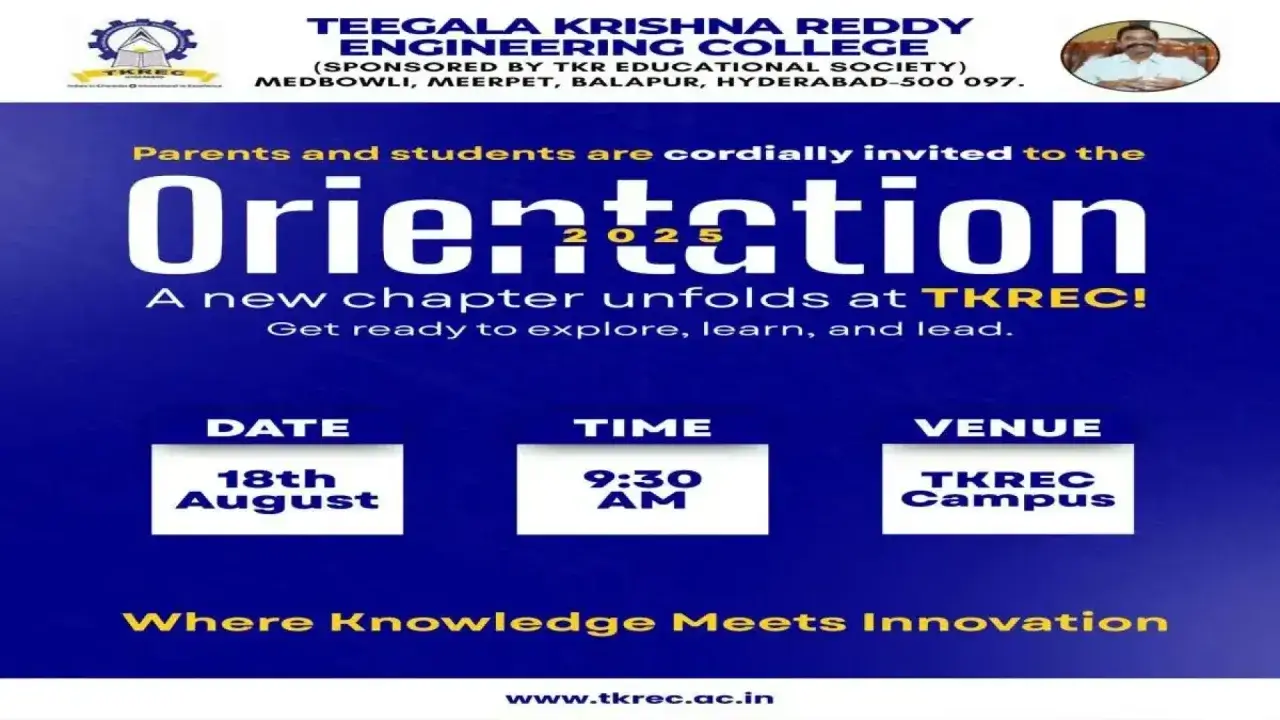 TEEGALA KRISHNA REDDY
ENGINEERING COLLEGE
(SPONSORED BY TKR EDUCATIONAL SOCIETY)
MEDBOWLI, MEERPET, BALAPUR, HYDERABAD-500 097.
TKREC
Parents and students are cordially invited to the
Orientation
2025
A new chapter unfolds at TKREC!
Get ready to explore, learn, and lead.
DATE
18th
August
TIME
9:30
AM
VENUE
TKREC
Campus
Where Knowledge Meets Innovation
www.tkrec.ac.in